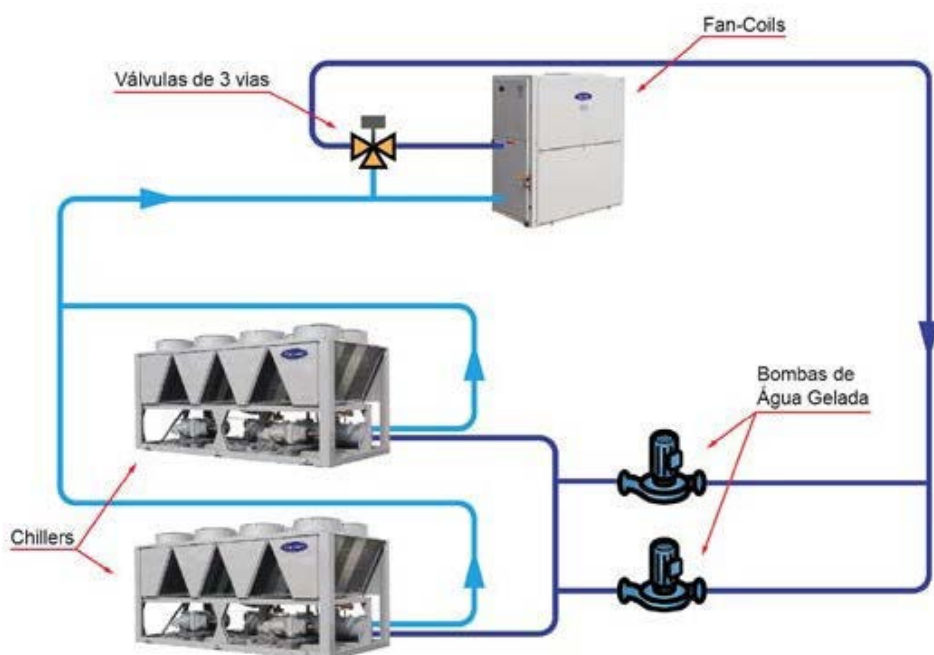 Fan-Coils
Válvulas de 3 vias
Bombas de
Água Gelada
Chillers